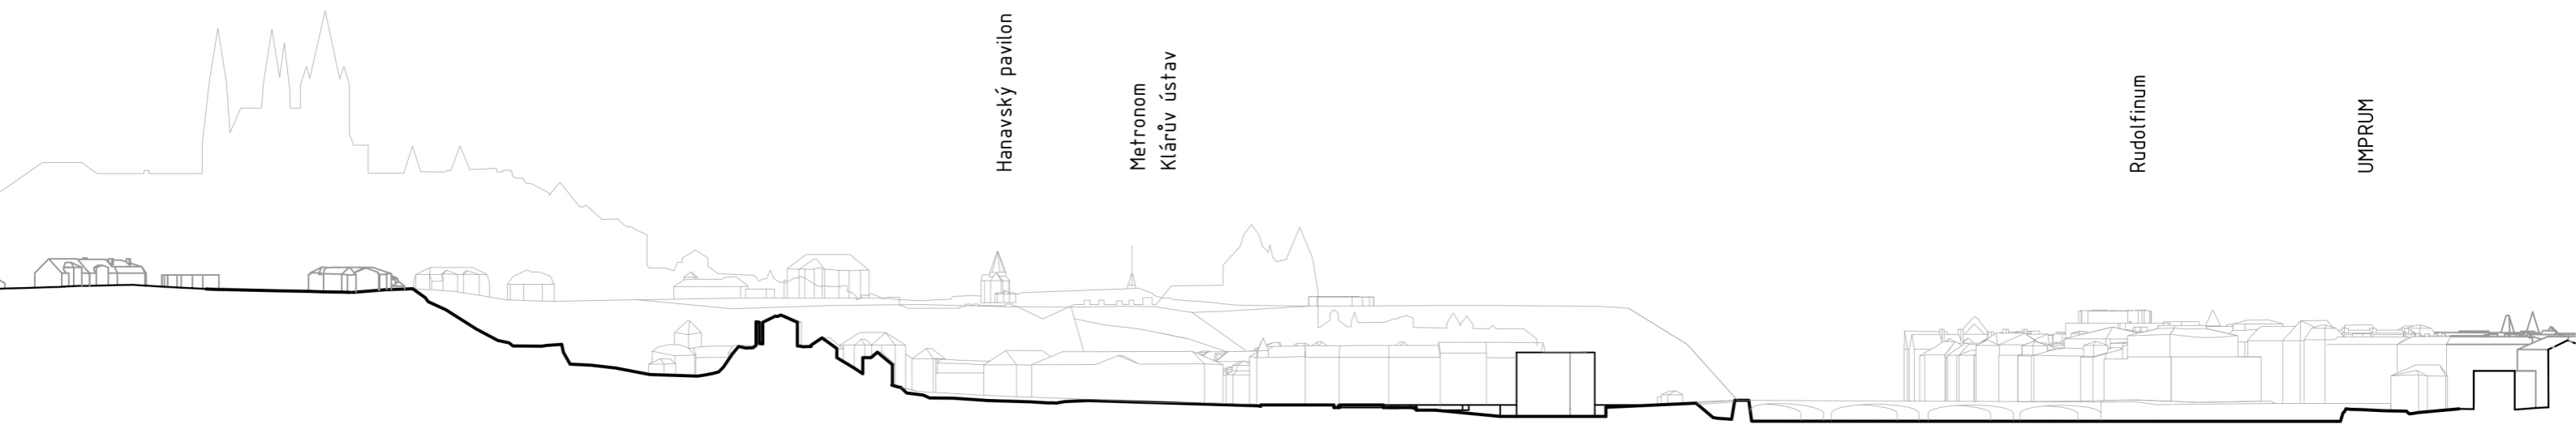 Hanavský pavilon
Metronom
Klárův ústav
Rudolfinum
UMPRUM